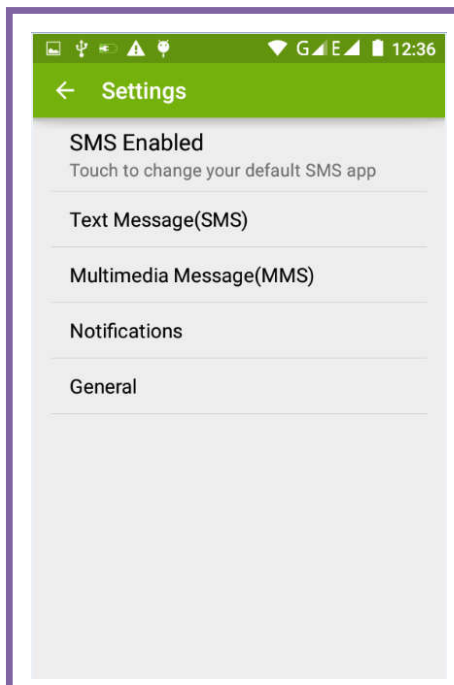 G E 12:36
Settings
SMS Enabled
Touch to change your default SMS app
Text Message(SMS)
Multimedia Message(MMS)
Notifications
General